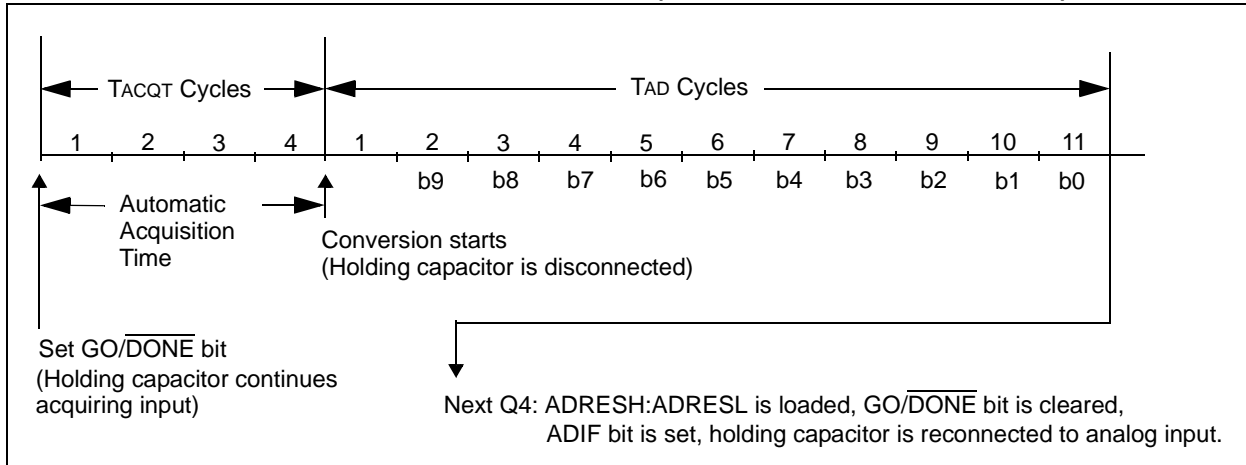 TACQT Cycles
TAD Cycles
1 2 3 4 1 2 3 4 5 6 7 8 9 10 11
b9 b8 b7 b6 b5 b4 b3 b2 b1 b0
Automatic
Acquisition
Time
Conversion starts
(Holding capacitor is disconnected)
Set GO/DONE bit
(Holding capacitor continues
acquiring input)
Next Q4: ADRESH:ADRESL is loaded, GO/DONE bit is cleared,
ADIF bit is set, holding capacitor is reconnected to analog input.